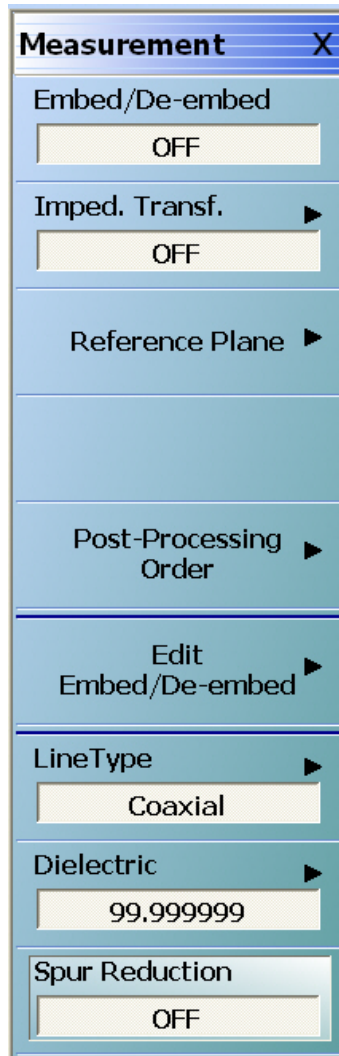 Measurement X
Embed/De-embed
OFF
Imped. Transf.
OFF
Reference Plane
Post-Processing
Order
Edit
Embed/De-embed
LineType
Coaxial
Dielectric
99.999999
Spur Reduction
OFF